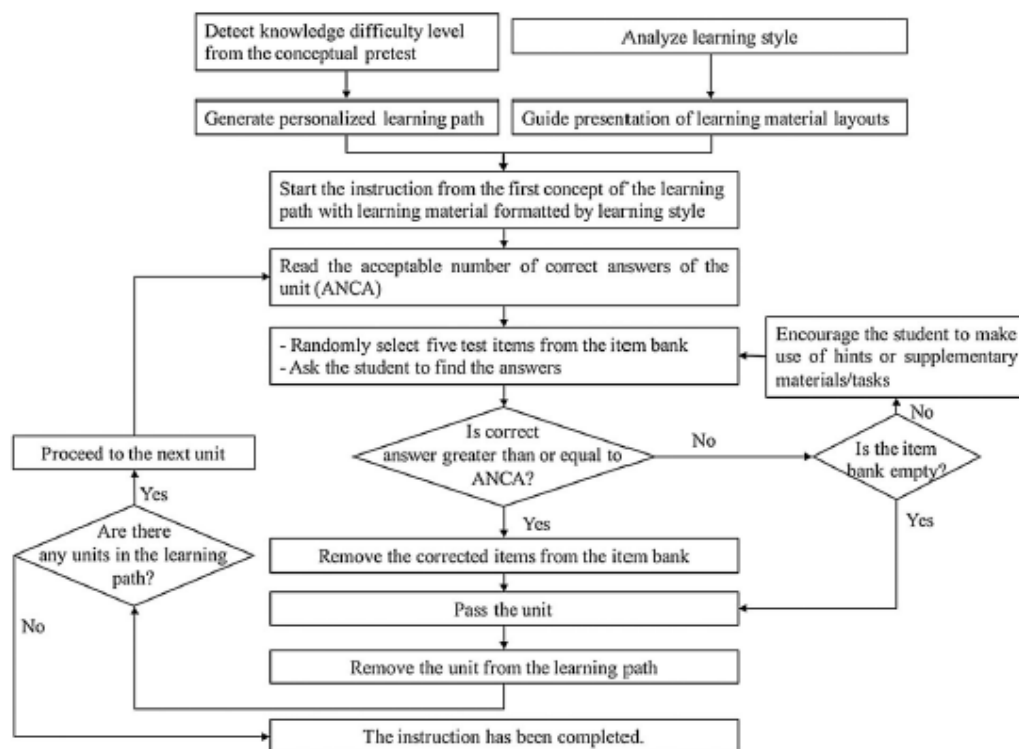 Detect knowledge difficulty level
from the conceptual pretest
Analyze learning style
Generate personalized learning path
Guide presentation of learning material layouts
Start the instruction from the first concept of the learning
path with learning material formatted by learning style
Read the acceptable number of correct answers of the
unit (ANCA)
- Randomly select five test items from the item bank
- Ask the student to find the answers
Encourage the student to make
use of hints or supplementary
materials/tasks
No
Is correct
answer greater than or equal to
ANCA?
No
Is the item
bank empty?
Proceed to the next unit
Yes
Yes
Yes
Are there
any units in the learning
path?
Remove the corrected items from the item bank
Pass the unit
No
Remove the unit from the learning path
The instruction has been completed.